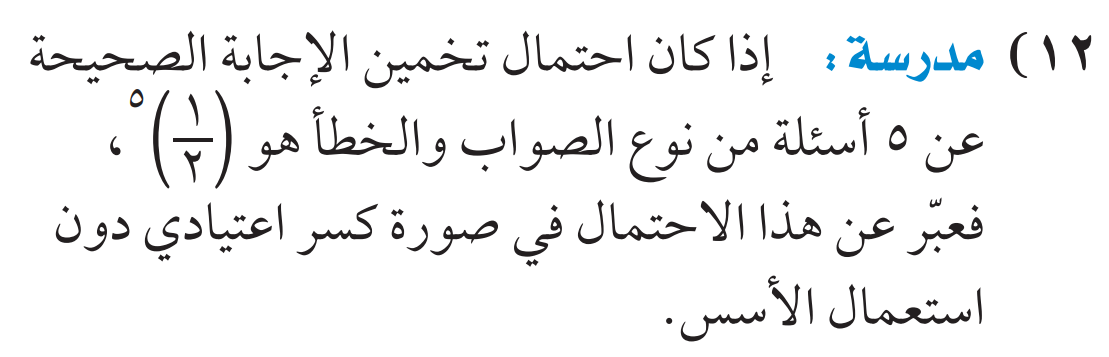 ١٢) مدرسة : إذا كان احتمال تخمين الإجابة الصحيحة
عن ٥ أسئلة من نوع الصواب والخطأ هو (١/٢)^٥ ،
فعبّر عن هذا الاحتمال في صورة كسر اعتيادي دون
استعمال الأسس.